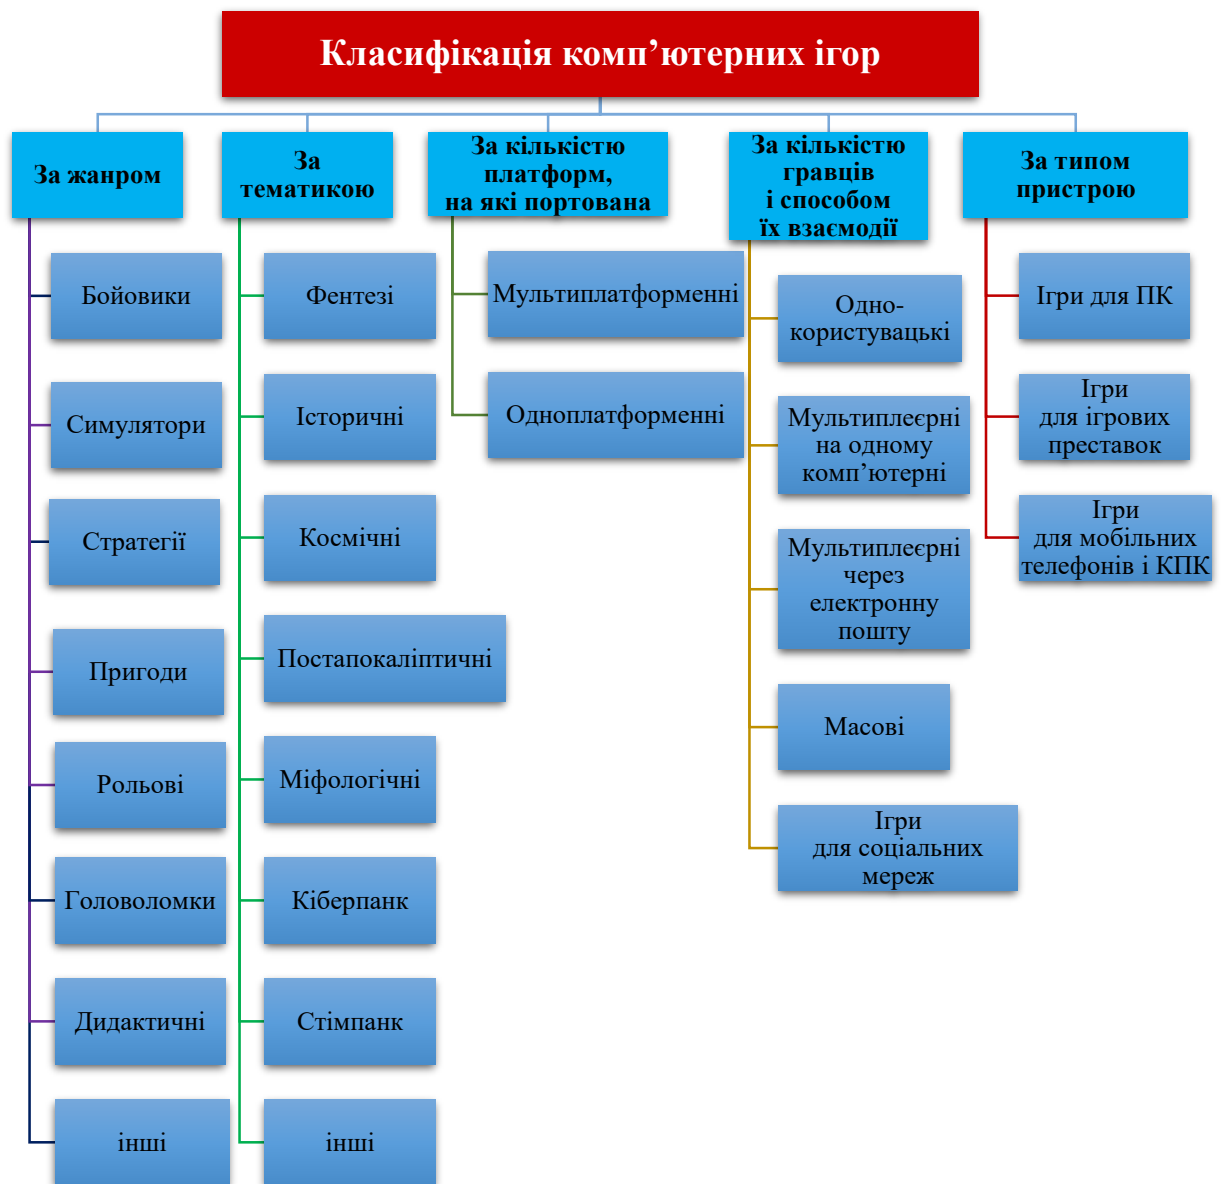 Класифікація комп’ютерних ігор
За жанром
Бойовики
Симулятори
Стратегії
Пригоди
Рольові
Головоломки
Дидактичні
інші
За
тематикою
Фентезі
Історичні
Космічні
Постапокаліптичні
Міфологічні
Кіберпанк
Стімпанк
інші
За кількістю
платформ,
на які портована
Мультиплатформенні
Одноплатформенні
За кількістю
гравців
і способом
їх взаємодії
Одно-
користувацькі
Мультиплеєрні
на одному
комп’ютерні
Мультиплеєрні
через
електронну
пошту
Масові
Ігри
для соціальних
мереж
За типом
пристрою
Ігри для ПК
Ігри
для ігрових
преставок
Ігри
для мобільних
телефонів і КПК